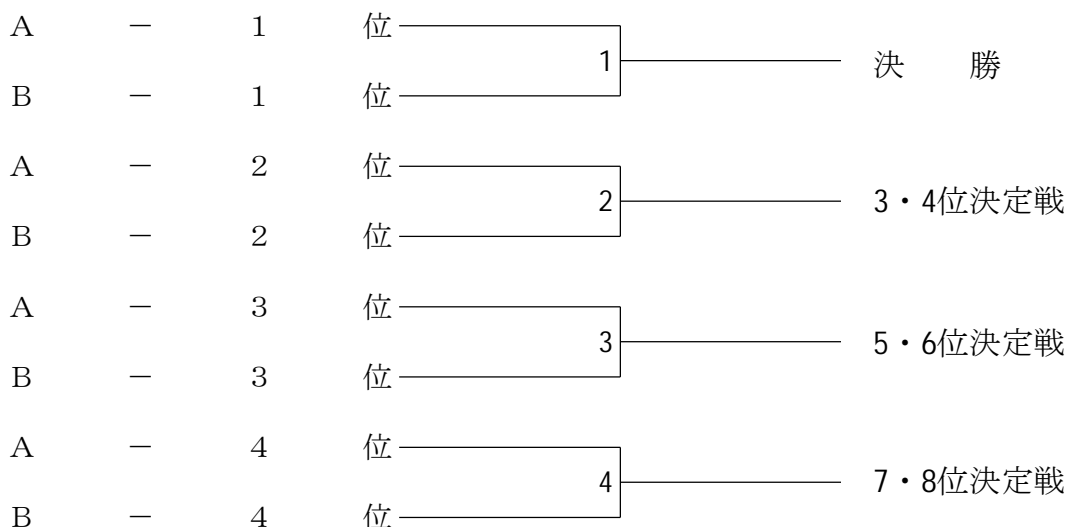 Ａ － １ 位
1
決 勝
Ｂ － １ 位
Ａ － ２ 位
2
3・4位決定戦
Ｂ － ２ 位
Ａ － ３ 位
3
5・6位決定戦
Ｂ － ３ 位
Ａ － ４ 位
4
7・8位決定戦
Ｂ － ４ 位